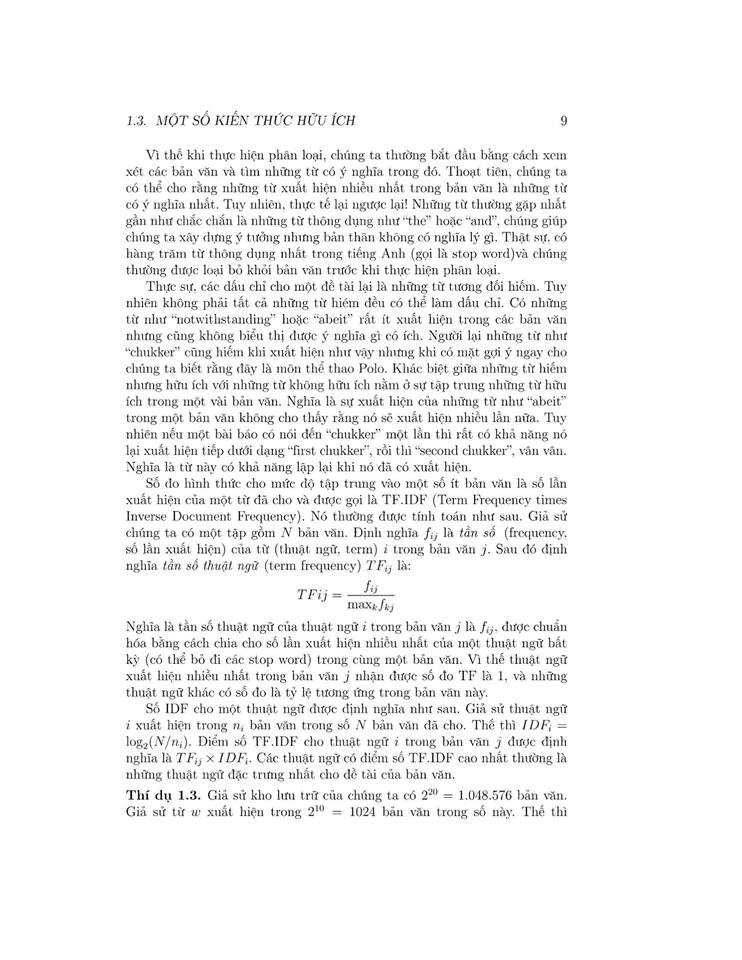 1.3. MỘT SỐ KIẾN THỨC HỮU ÍCH 9
Vì thế khi thực hiện phân loại, chúng ta thường bắt đầu bằng cách xem
xét các bản văn và tìm những từ có ý nghĩa trong đó. Thoạt tiên, chúng ta
có thể cho rằng những từ xuất hiện nhiều nhất trong bản văn là những từ
có ý nghĩa nhất. Tuy nhiên, thực tế lại ngược lại! Những từ thường gặp nhất
gần như chắc chắn là những từ thông dụng như “the” hoặc “and”, chúng giúp
chúng ta xây dựng ý tưởng nhưng bản thân không có nghĩa lý gì. Thật sự, có
hàng trăm từ thông dụng nhất trong tiếng Anh (gọi là stop word)và chúng
thường được loại bỏ khỏi bản văn trước khi thực hiện phân loại.
Thực sự, các dấu chỉ cho một đề tài lại là những từ tương đối hiếm. Tuy
nhiên không phải tất cả những từ hiém đều có thể làm dấu chỉ. Có những
từ như “notwithstanding” hoặc “abeit” rất ít xuất hiện trong các bản văn
nhưng cũng không biểu thị được ý nghĩa gì có ích. Người lại những từ như
“chukker” cũng hiếm khi xuất hiện như vậy nhưng khi có mặt gợi ý ngay cho
chúng ta biết rằng đây là môn thể thao Polo. Khác biệt giữa những từ hiếm
nhưng hữu ích với những từ không hữu ích nằm ở sự tập trung những từ hữu
ích trong một vài bản văn. Nghĩa là sự xuất hiện của những từ như “abeit”
trong một bản văn không cho thấy rằng nó sẽ xuất hiện nhiều lần nữa. Tuy
nhiên nếu một bài báo có nói đến “chukker” một lần thì rất có khả năng nó
lại xuất hiện tiếp dưới dạng “first chukker”, rồi thì “second chukker”, vân vân.
Nghĩa là từ này có khả năng lập lại khi nó đã có xuất hiện.
Số đo hình thức cho mức độ tập trung vào một số ít bản văn là số lần
xuất hiện của một từ đã cho và được gọi là TF.IDF (Term Frequency times
Inverse Document Frequency). Nó thường được tính toán như sau. Giả sử
chúng ta có một tập gồm N bản văn. Định nghĩa f_{ij} là tần số (frequency,
số lần xuất hiện) của từ (thuật ngữ, term) i trong bản văn j. Sau đó định
nghĩa tần số thuật ngữ (term frequency) TF_{ij} là:
TFij = f_{ij} / max_k f_{kj}
Nghĩa là tần số thuật ngữ của thuật ngữ i trong bản văn j là f_{ij}, được chuẩn
hóa bằng cách chia cho số lần xuất hiện nhiều nhất của một thuật ngữ bất
kỳ (có thể bỏ đi các stop word) trong cùng một bản văn. Vì thế thuật ngữ
xuất hiện nhiều nhất trong bản văn j nhận được số đo TF là 1, và những
thuật ngữ khác có số đo là tỷ lệ tương ứng trong bản văn này.
Số IDF cho một thuật ngữ được định nghĩa như sau. Giả sử thuật ngữ
i xuất hiện trong n_i bản văn trong số N bản văn đã cho. Thế thì IDF_i =
log_2(N/n_i). Điểm số TF.IDF cho thuật ngữ i trong bản văn j được định
nghĩa là TF_{ij} × IDF_i. Các thuật ngữ có điểm số TF.IDF cao nhất thường là
những thuật ngữ đặc trưng nhất cho đề tài của bản văn.
Thí dụ 1.3. Giả sử kho lưu trữ của chúng ta có 2^{20} = 1.048.576 bản văn.
Giả sử từ w xuất hiện trong 2^{10} = 1024 bản văn trong số này. Thế thì